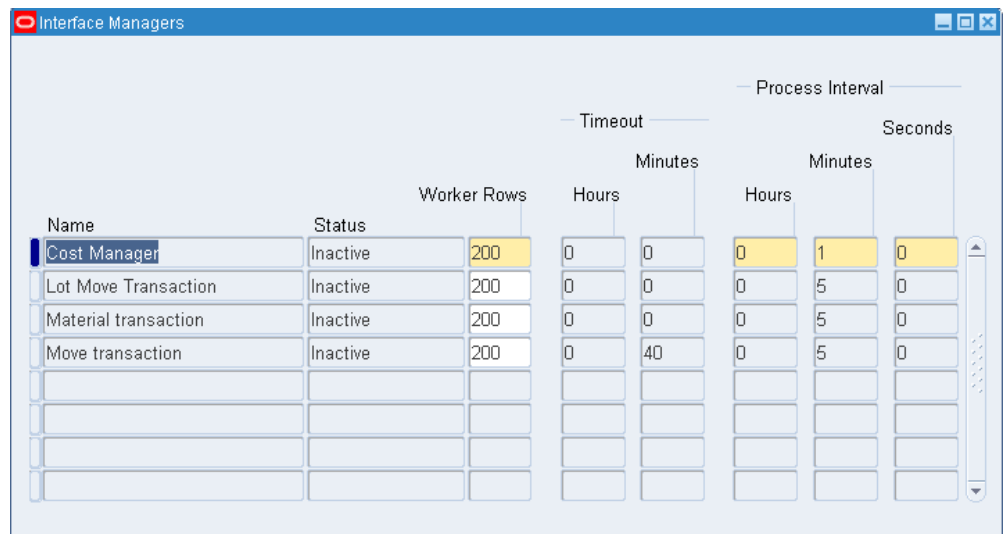 Interface Managers
Process Interval
Timeout
Seconds
Minutes Minutes
Worker Rows Hours Hours
Name Status
Cost Manager Inactive 200 0 0 0 1 0
Lot Move Transaction Inactive 200 0 0 0 5 0
Material transaction Inactive 200 0 0 0 5 0
Move transaction Inactive 200 0 40 0 5 0